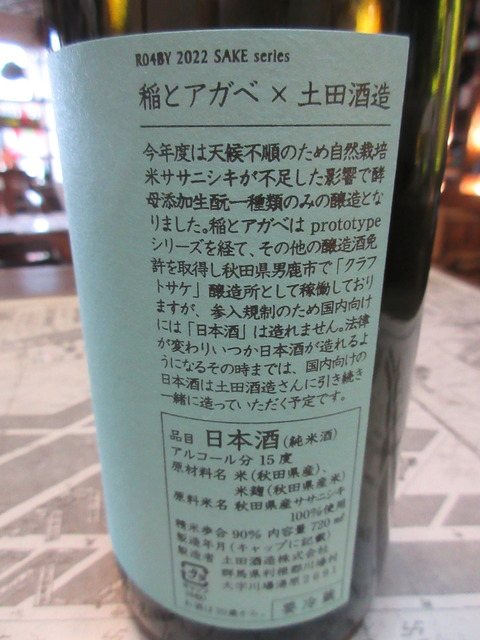 R04BY 2022 SAKE series
稲とアガベ × 土田酒造
今年度は天候不順のため自然栽培
米ササニシキが不足した影響で酵
母添加生酛一種類のみの醸造とな
りました。稲とアガベは prototype
シリーズを経て、その他の醸造酒免
許を取得し秋田県男鹿市で「クラフ
トサケ」醸造所として稼働しており
ますが、参入規制のため国内向け
には「日本酒」は造れません。法律
が変わりいつか日本酒が造れるよ
うになるその時までは、国内向けの
日本酒は土田酒造さんに引き続き
一緒に造っていただく予定です。
品目 日本酒(純米酒)
アルコール分 15度
原材料名 米(秋田県産)、
米麹(秋田県産米)
原料米名 秋田県産ササニシキ
100%使用
精米歩合 90% 内容量 720ml
製造年月(キャップに記載)
製造者 土田酒造株式会社
群馬県利根郡川場村
大字川場湯原2691
お酒は20歳から。
要冷蔵